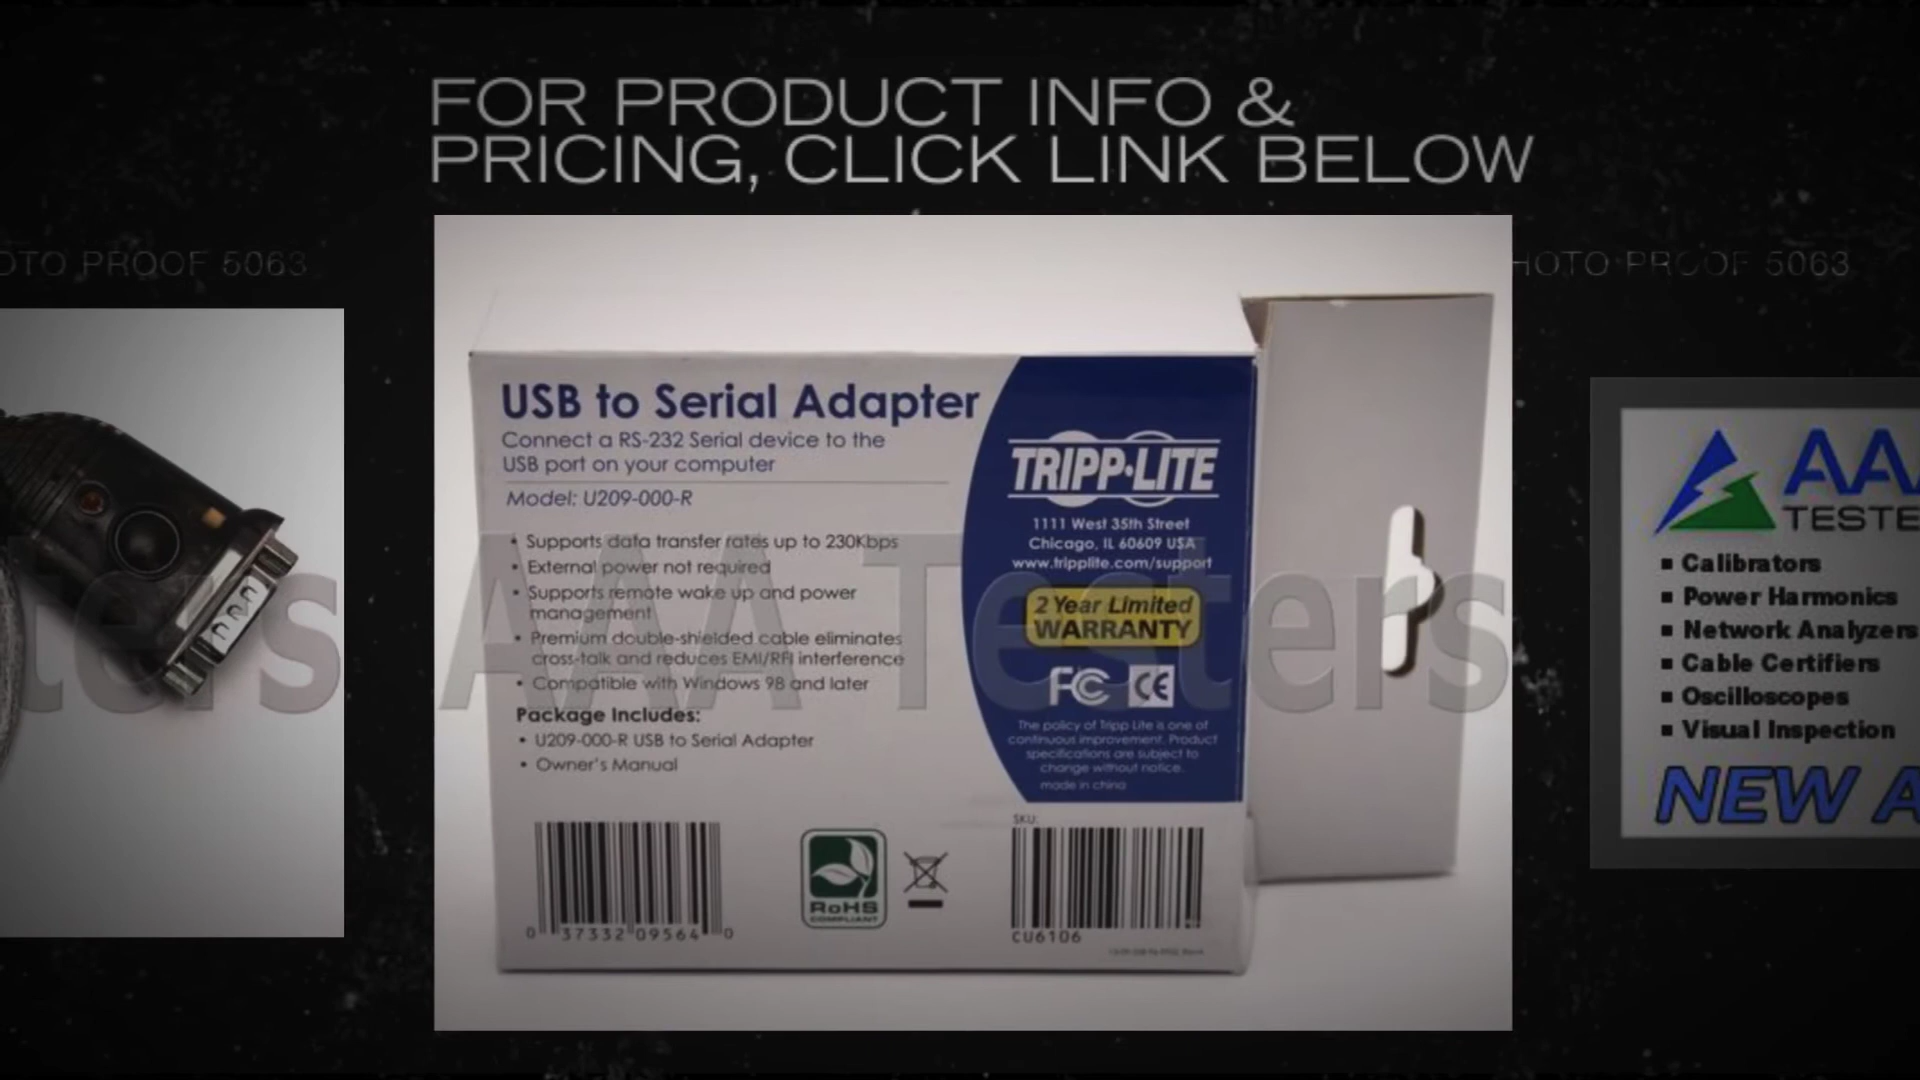 FOR PRODUCT INFO &
PRICING, CLICK LINK BELOW
OTO PROOF 5063
HOTO PROOF 5063
USB to Serial Adapter
Connect a RS-232 Serial device to the
USB port on your computer
Model: U209-000-R
• Supports data transfer rates up to 230Kbps
• External power not required
• Supports remote wake up and power
management
• Premium double-shielded cable eliminates
cross-talk and reduces EMI/RFI interference
• Compatible with Windows 98 and later
Package Includes:
• U209-000-R USB to Serial Adapter
• Owner's Manual
0 37332 09564 0
RoHS
COMPLIANT
TRIPP·LITE
1111 West 35th Street
Chicago, IL 60609 USA
www.tripplite.com/support
2 Year Limited
WARRANTY
FC CE
The policy of Tripp Lite is one of
continuous improvement. Product
specifications are subject to
change without notice.
made in china
SKU:
CU6106
ters
AAA Testers
AAA
TESTE
▪ Calibrators
▪ Power Harmonics
▪ Network Analyzers
▪ Cable Certifiers
▪ Oscilloscopes
▪ Visual Inspection
NEW A